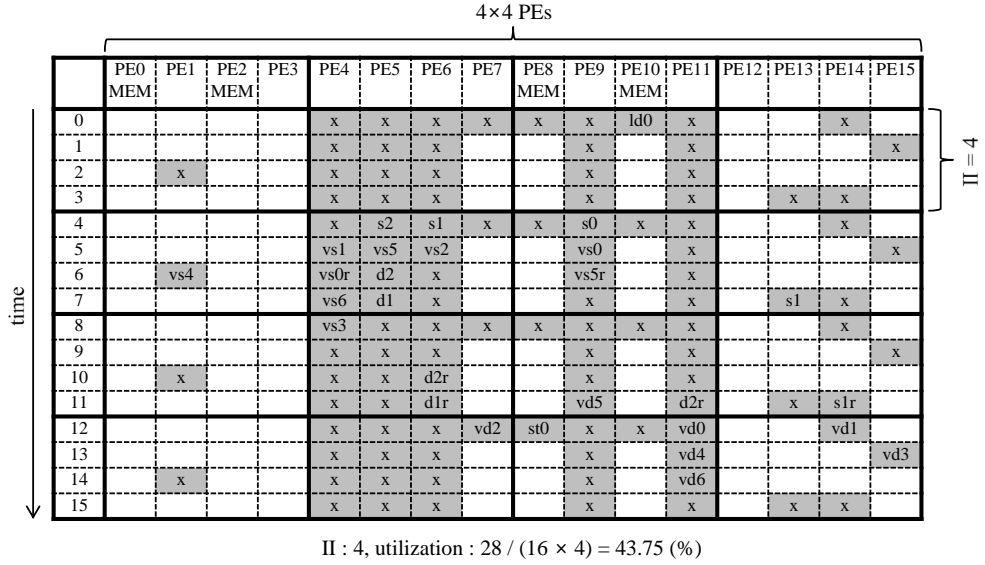 4×4 PEs
PE0 MEM PE1 PE2 MEM PE3 PE4 PE5 PE6 PE7 PE8 MEM PE9 PE10 MEM PE11 PE12 PE13 PE14 PE15
0 x x x x x x ld0 x x
1 x x x x x x
2 x x x x x x
3 x x x x x x x
4 x s2 s1 x x s0 x x x
5 vs1 vs5 vs2 vs0 x x
6 vs4 vs0r d2 x vs5r x
7 vs6 d1 x x x s1 x
8 vs3 x x x x x x x x
9 x x x x x x
10 x x x d2r x x
11 x x d1r vd5 d2r x s1r
12 x x x vd2 st0 x x vd0 vd1
13 x x x x vd4 vd3
14 x x x x x vd6
15 x x x x x x x
time
II = 4
II : 4, utilization : 28 / (16 × 4) = 43.75 (%)